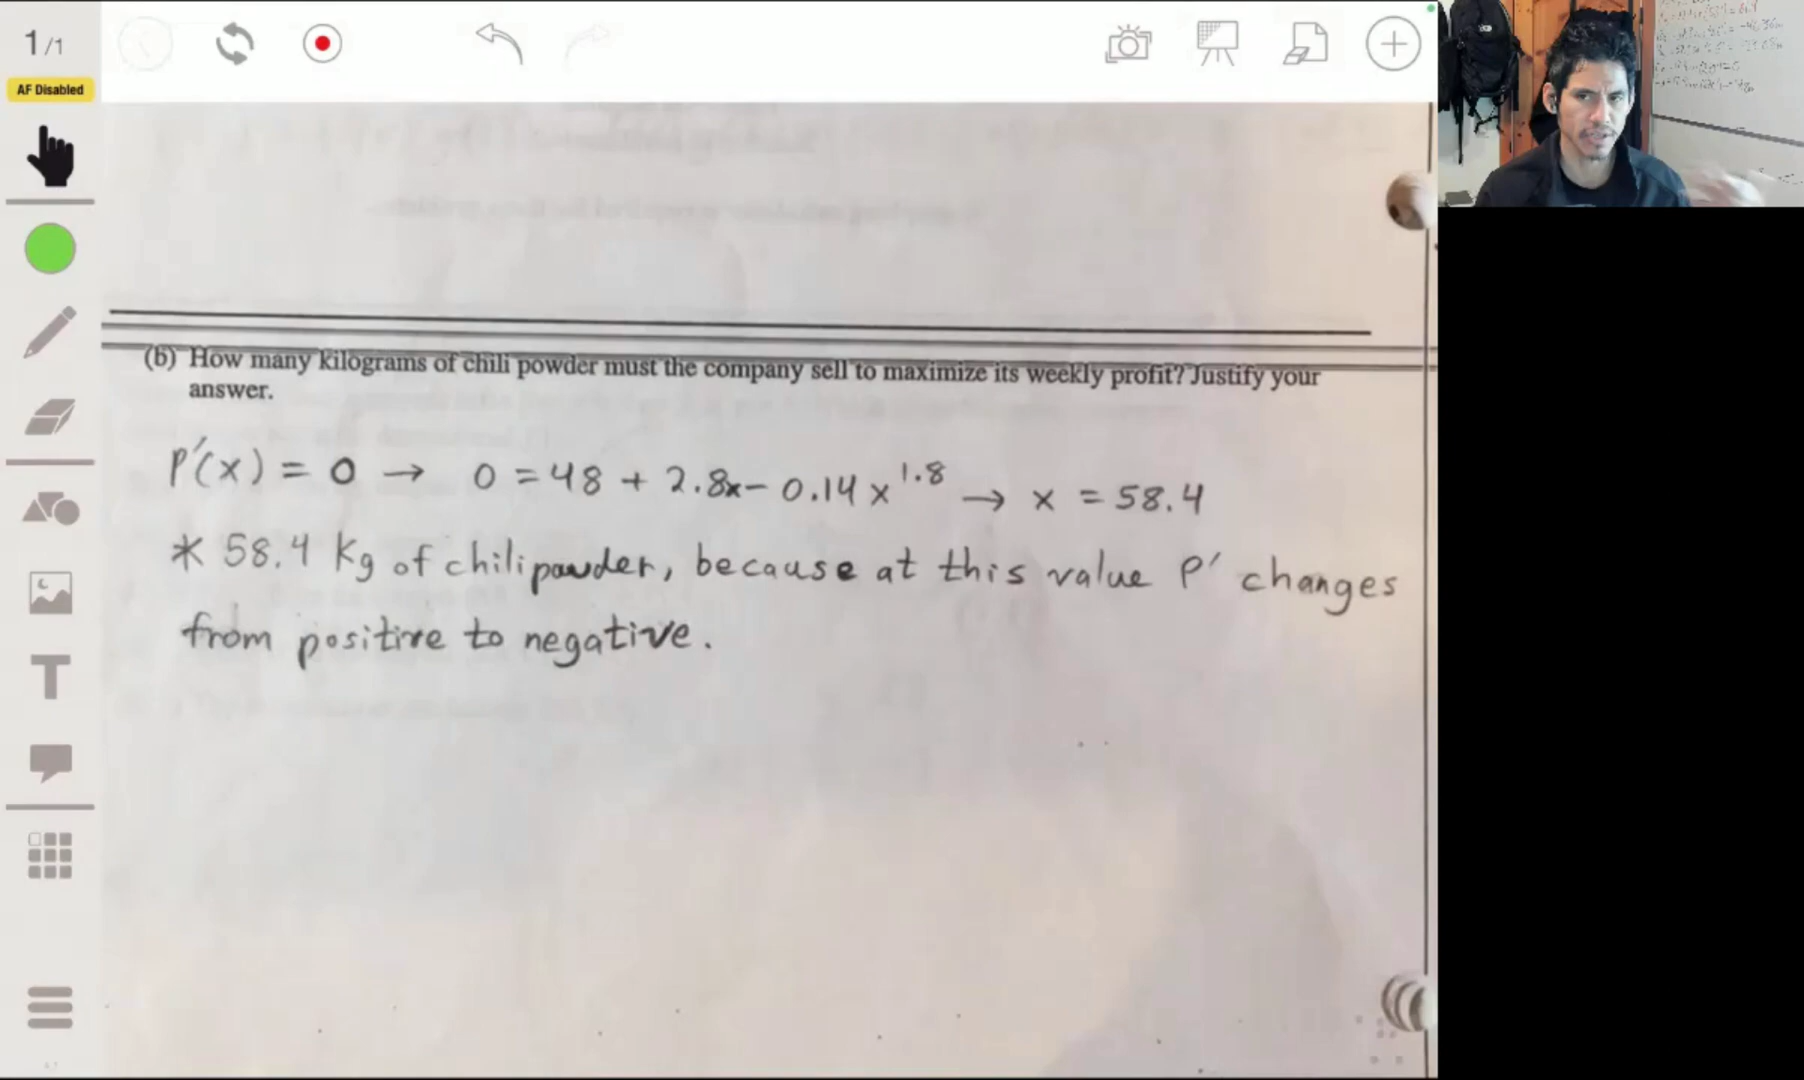 1/1
AF Disabled
(b) How many kilograms of chili powder must the company sell to maximize its weekly profit? Justify your
answer.
P'(x) = 0 → 0 = 48 + 2.8x - 0.14x^1.8 → x = 58.4
* 58.4 Kg of chili powder, because at this value P' changes
from positive to negative.
T